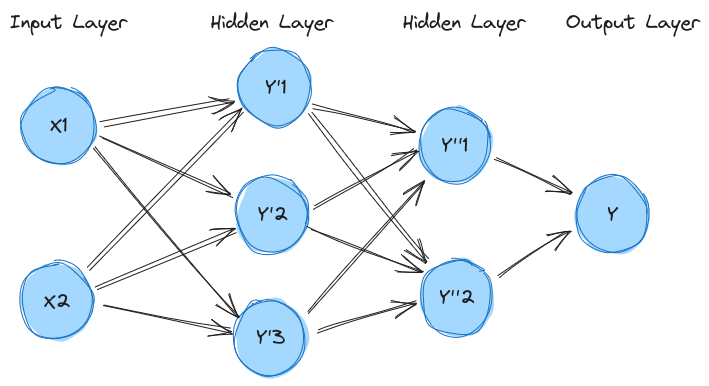 Input Layer
Hidden Layer
Hidden Layer
Output Layer
X1
X2
Y'1
Y'2
Y'3
Y''1
Y''2
Y